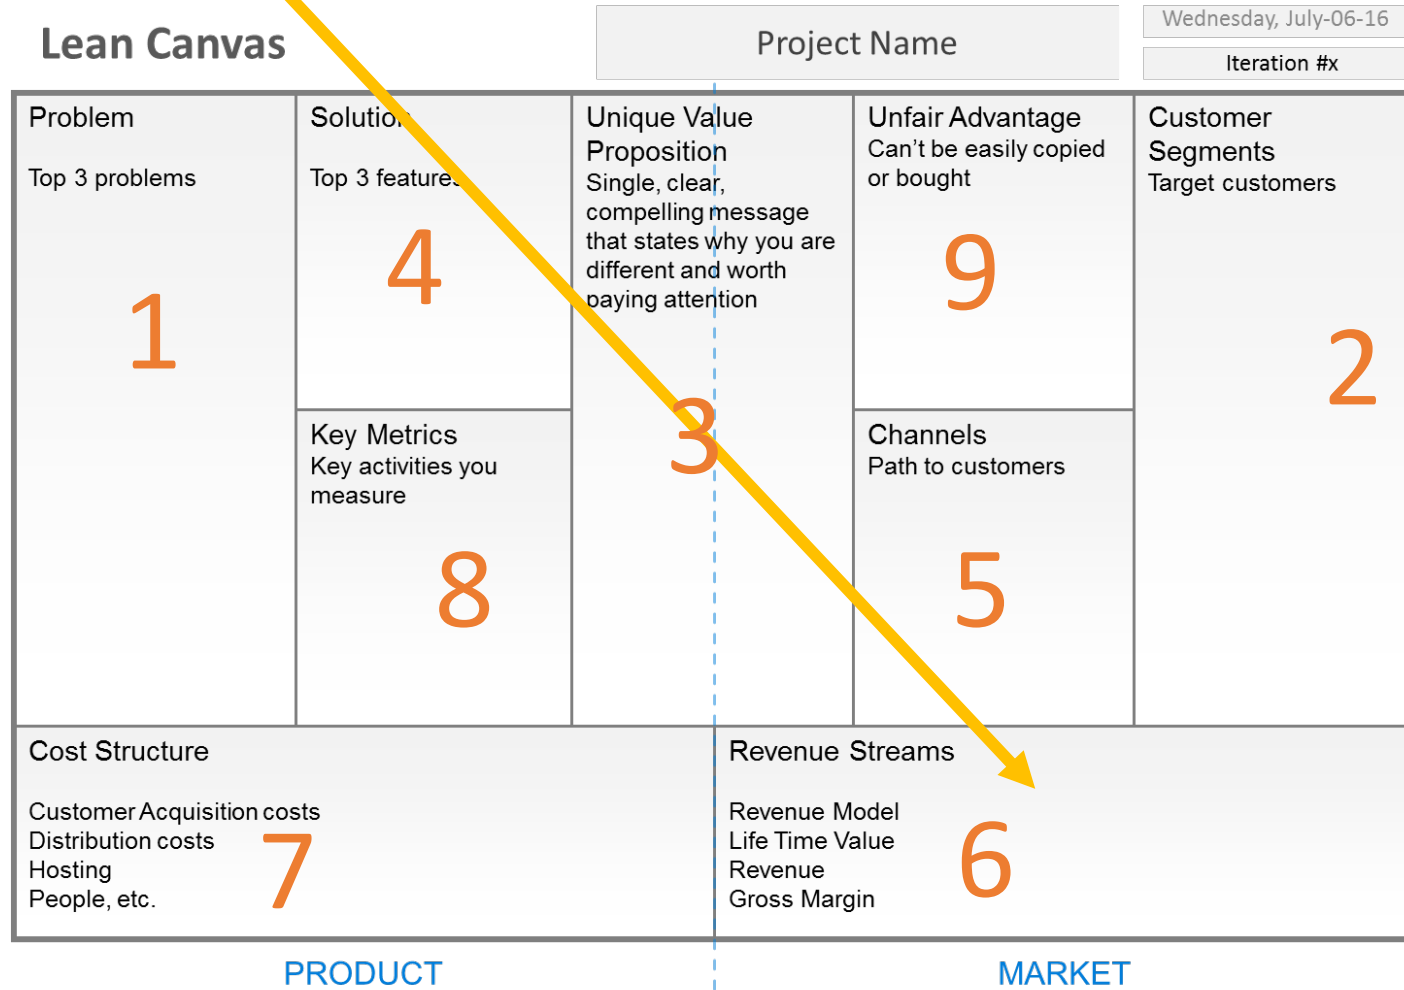 Lean Canvas
Project Name
Wednesday, July-06-16
Iteration #x
Problem
Top 3 problems
1
Solution
Top 3 features
4
Key Metrics
Key activities you
measure
8
Unique Value
Proposition
Single, clear,
compelling message
that states why you are
different and worth
paying attention
3
Unfair Advantage
Can't be easily copied
or bought
9
Channels
Path to customers
5
Customer
Segments
Target customers
2
Cost Structure
Customer Acquisition costs
Distribution costs
Hosting
People, etc.
7
Revenue Streams
Revenue Model
Life Time Value
Revenue
Gross Margin
6
PRODUCT
MARKET